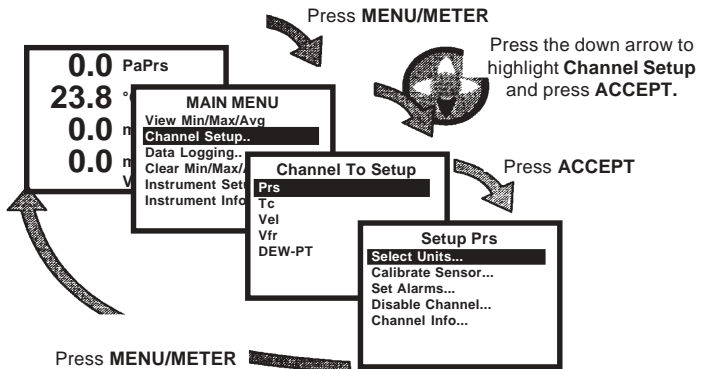 Press MENU/METER
Press the down arrow to
highlight Channel Setup
and press ACCEPT.
0.0 PaPrs
23.8
0.0
0.0
MAIN MENU
View Min/Max/Avg
Channel Setup..
Data Logging..
Clear Min/Max/
Instrument Set
Instrument Info
Channel To Setup
Prs
Tc
Vel
Vfr
DEW-PT
Press ACCEPT
Setup Prs
Select Units...
Calibrate Sensor...
Set Alarms...
Disable Channel...
Channel Info...
Press MENU/METER